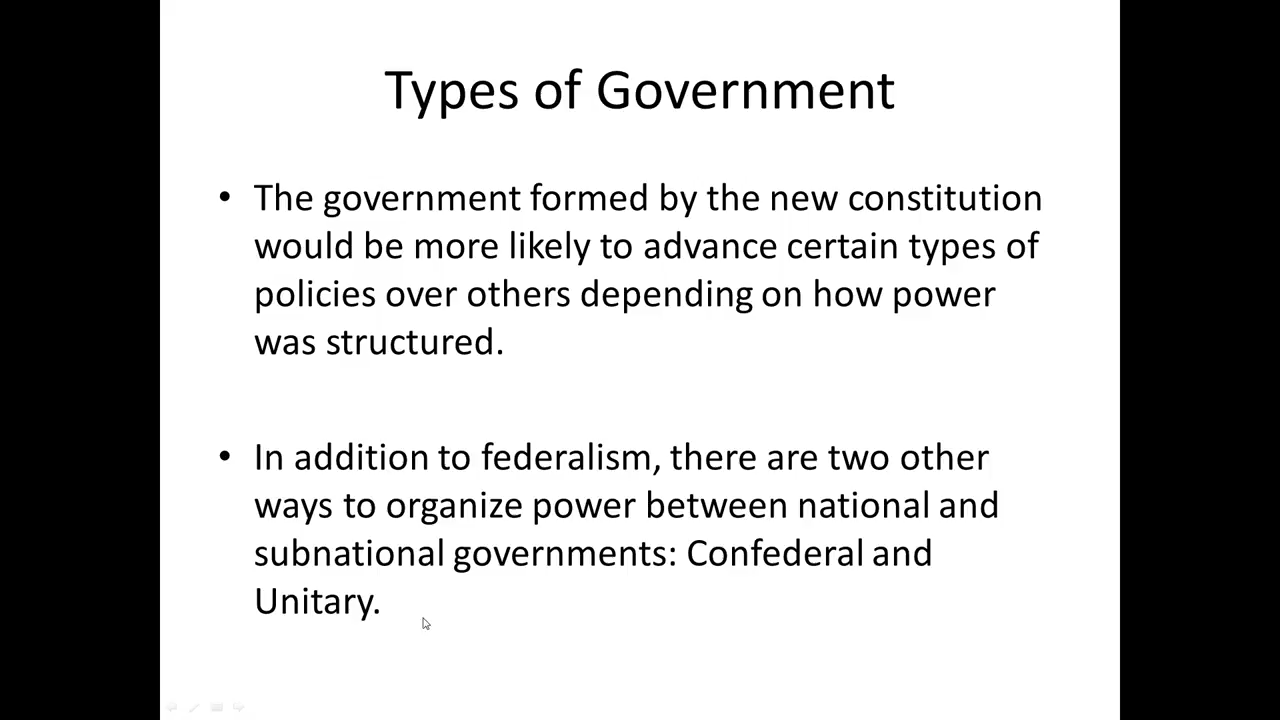 Types of Government
• The government formed by the new constitution
would be more likely to advance certain types of
policies over others depending on how power
was structured.
• In addition to federalism, there are two other
ways to organize power between national and
subnational governments: Confederal and
Unitary.